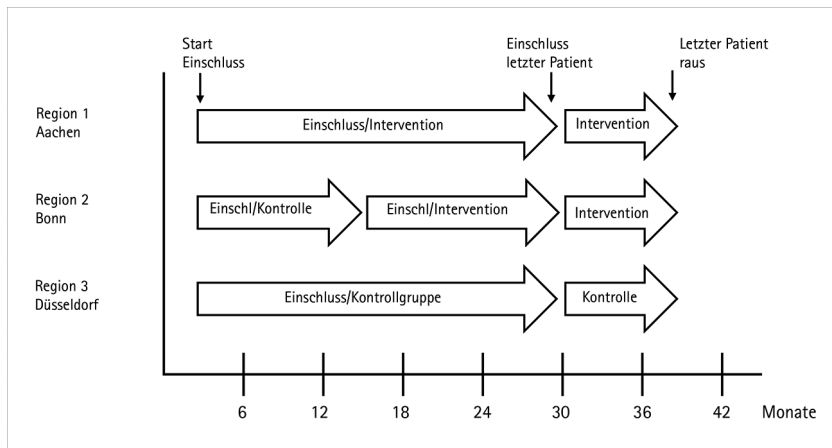 Start
Einschluss
Einschluss
letzter Patient
Letzter Patient
raus
Region 1
Aachen
Einschluss/Intervention
Intervention
Region 2
Bonn
Einschl/Kontrolle
Einschl/Intervention
Intervention
Region 3
Düsseldorf
Einschluss/Kontrollgruppe
Kontrolle
6 12 18 24 30 36 42 Monate